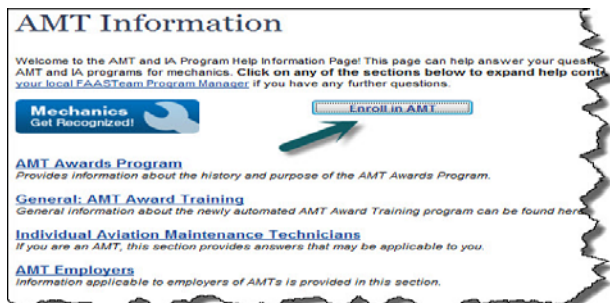 AMT Information
Welcome to the AMT and IA Program Help Information Page! This page can help answer your
AMT and IA programs for mechanics. Click on any of the sections below to expand help
your local FAASTeam Program Manager if you have any further questions.
Mechanics
Get Recognized!
Enroll in AMT
AMT Awards Program
Provides information about the history and purpose of the AMT Awards Program.
General: AMT Award Training
General information about the newly automated AMT Award Training program can be found here
Individual Aviation Maintenance Technicians
If you are an AMT, this section provides answers that may be applicable to you.
AMT Employers
Information applicable to employers of AMTs is provided in this section.